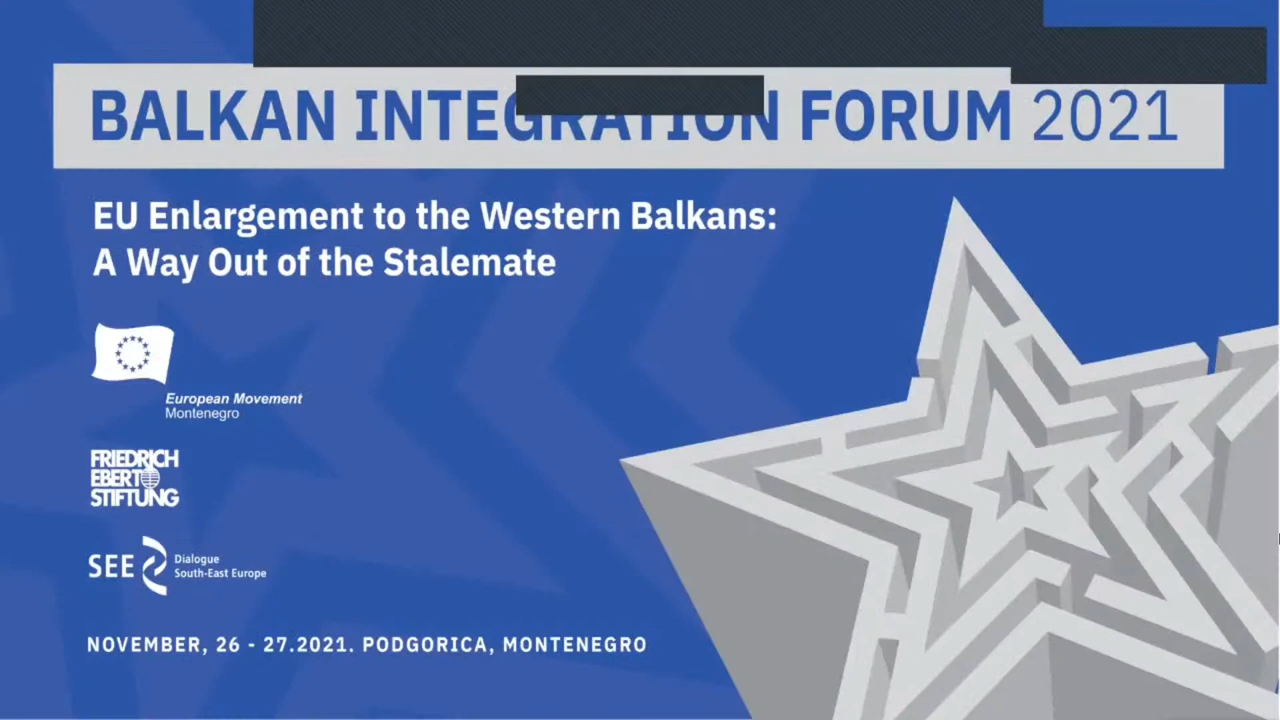 BALKAN INTEGRATION FORUM 2021
EU Enlargement to the Western Balkans:
A Way Out of the Stalemate
European Movement
Montenegro
FRIEDRICH
EBERT
STIFTUNG
SEE
Dialogue
South-East Europe
NOVEMBER, 26 - 27.2021. PODGORICA, MONTENEGRO